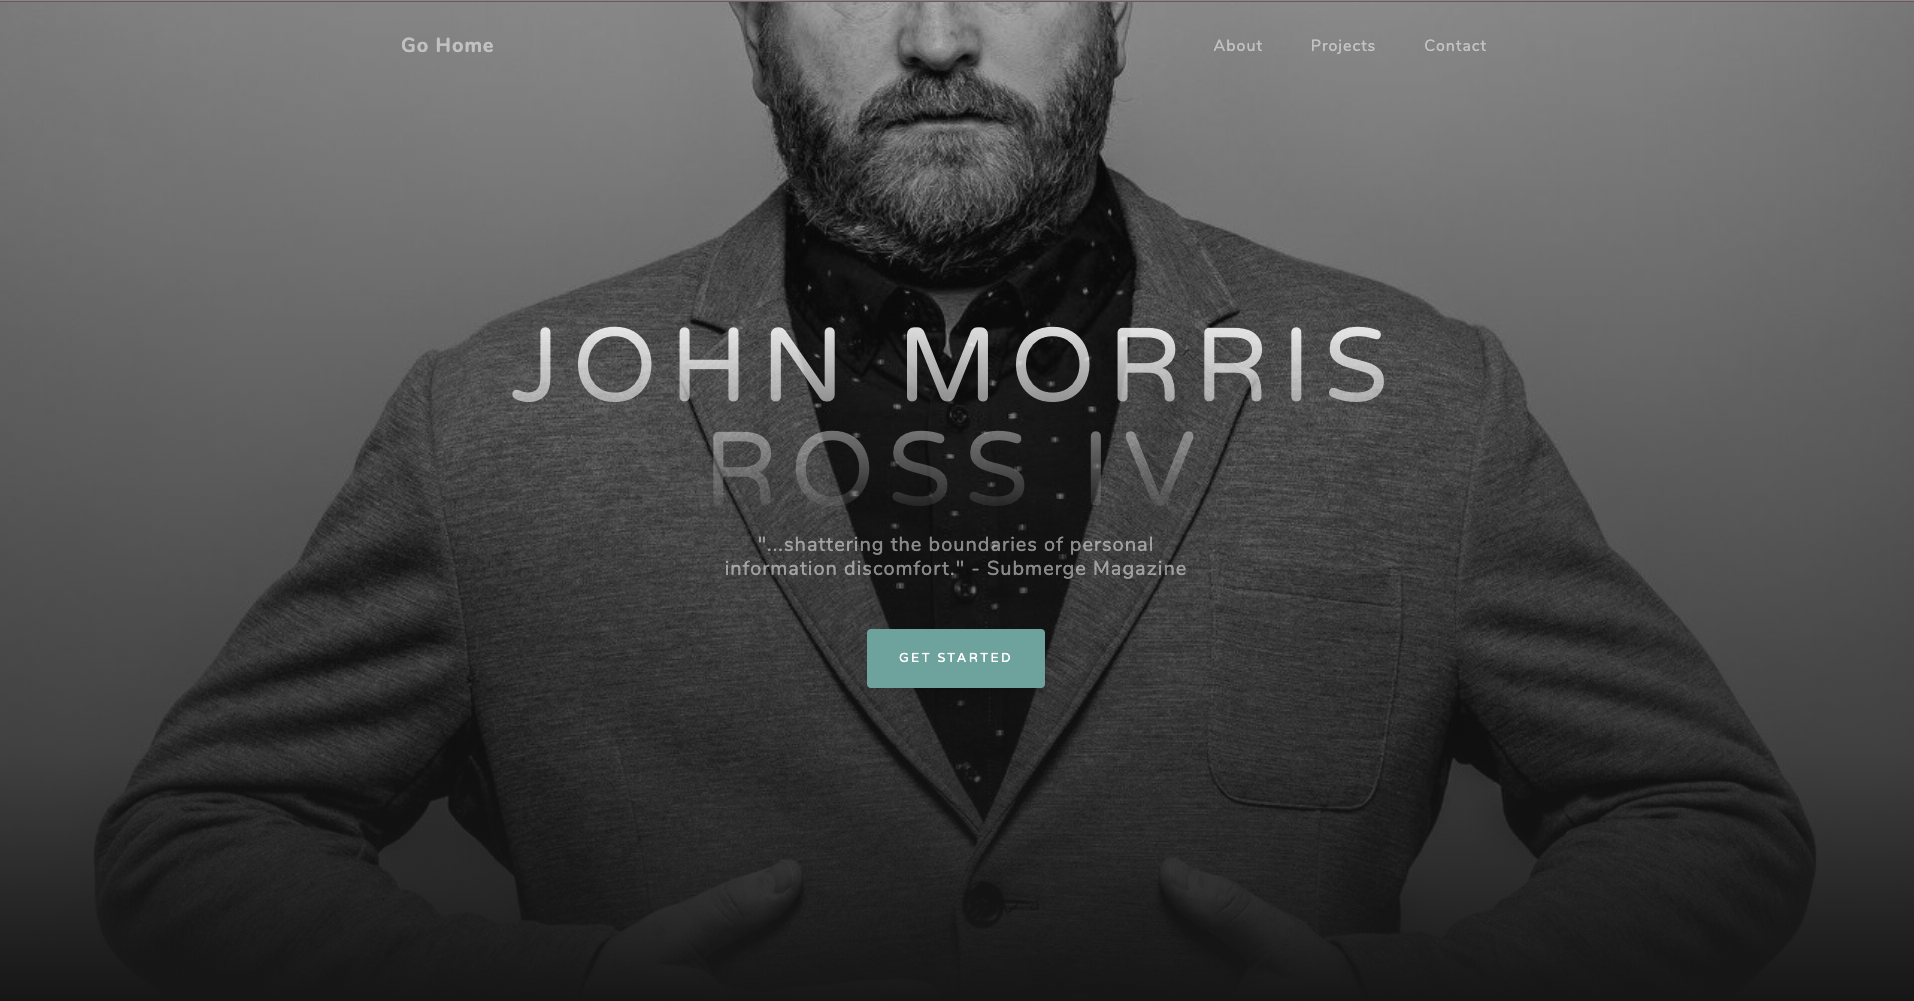 Go Home
About Projects Contact
JOHN MORRIS
ROSS IV
"...shattering the boundaries of personal
information discomfort." - Submerge Magazine
GET STARTED